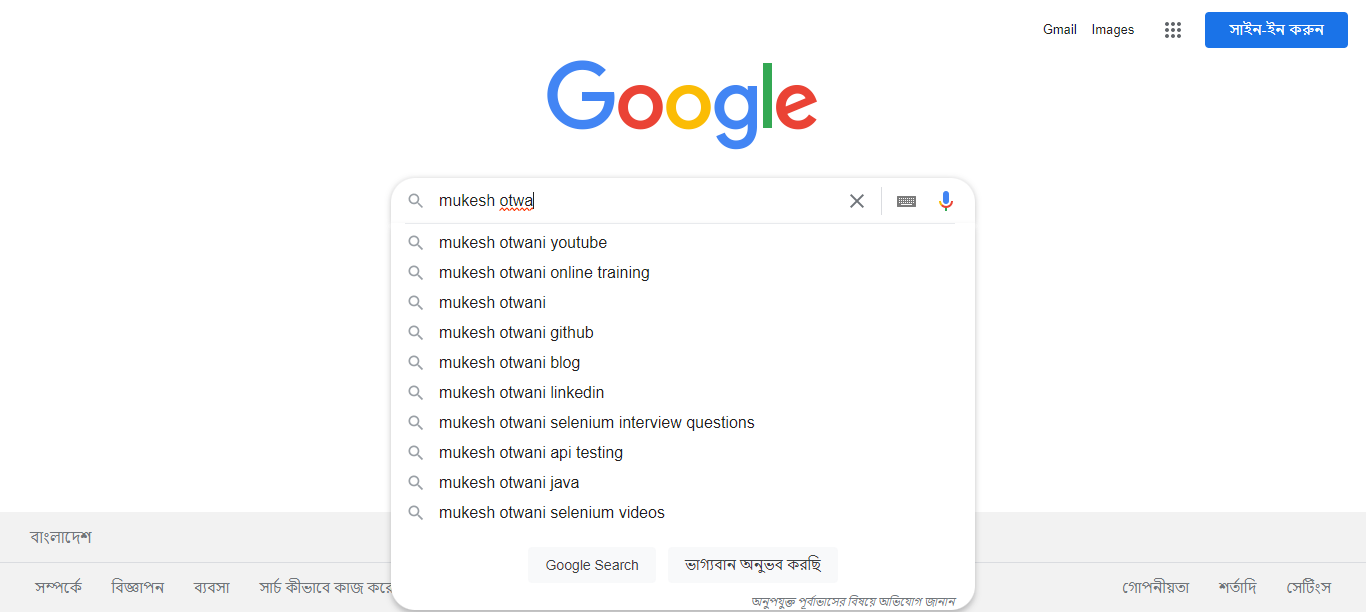 Gmail Images সাইন-ইন করুন
Google
mukesh otwa
mukesh otwani youtube
mukesh otwani online training
mukesh otwani
mukesh otwani github
mukesh otwani blog
mukesh otwani linkedin
mukesh otwani selenium interview questions
mukesh otwani api testing
mukesh otwani java
mukesh otwani selenium videos
Google Search ভাগ্যবান অনুভব করছি
অনুপযুক্ত পূর্বাভাসের বিষয়ে অভিযোগ জানান
বাংলাদেশ
সম্পর্কে বিজ্ঞাপন ব্যবসা সার্চ কীভাবে কাজ করে গোপনীয়তা শর্তাদি সেটিংস